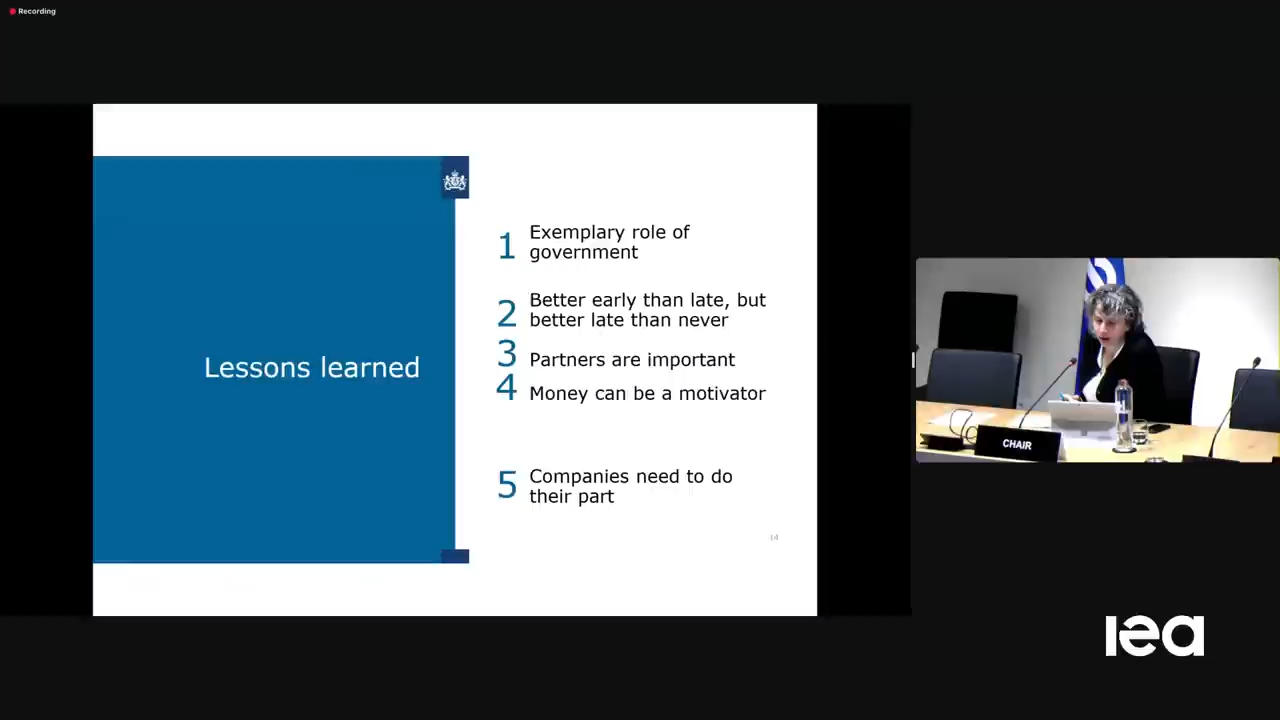 Recording
Lessons learned
1 Exemplary role of
government
2 Better early than late, but
better late than never
3 Partners are important
4 Money can be a motivator
5 Companies need to do
their part
14
CHAIR
iea